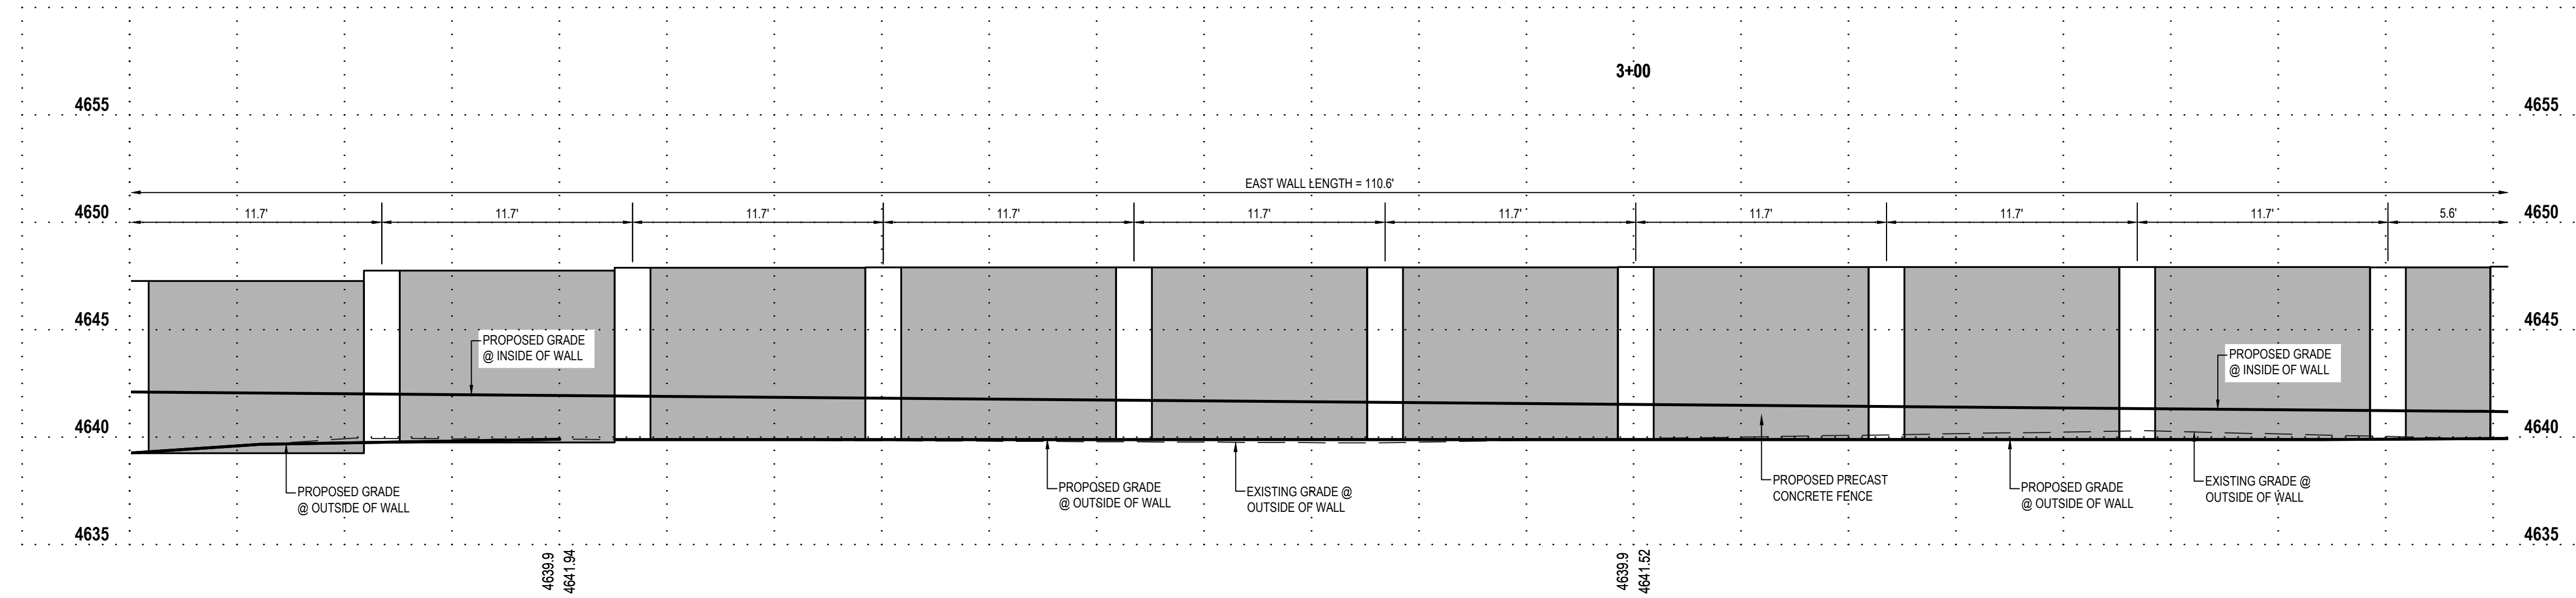 3+00
4655
4655
EAST WALL LENGTH = 110.6'
4650
11.7'
11.7'
11.7'
11.7'
11.7'
11.7'
11.7'
11.7'
11.7'
5.6'
4650
4645
4645
PROPOSED GRADE
@ INSIDE OF WALL
PROPOSED GRADE
@ INSIDE OF WALL
4640
4640
PROPOSED GRADE
@ OUTSIDE OF WALL
PROPOSED GRADE
@ OUTSIDE OF WALL
EXISTING GRADE @
OUTSIDE OF WALL
PROPOSED PRECAST
CONCRETE FENCE
PROPOSED GRADE
@ OUTSIDE OF WALL
EXISTING GRADE @
OUTSIDE OF WALL
4635
4635
4639.9
4641.94
4639.9
4641.52